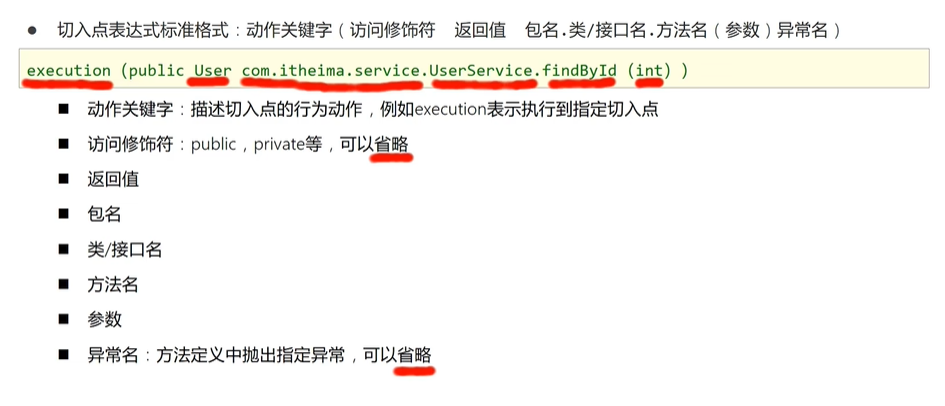 ● 切入点表达式标准格式：动作关键字（访问修饰符 返回值 包名.类/接口名.方法名（参数）异常名）
execution (public User com.itheima.service.UserService.findById (int) )
■ 动作关键字：描述切入点的行为动作，例如execution表示执行到指定切入点
■ 访问修饰符：public，private等，可以省略
■ 返回值
■ 包名
■ 类/接口名
■ 方法名
■ 参数
■ 异常名：方法定义中抛出指定异常，可以省略